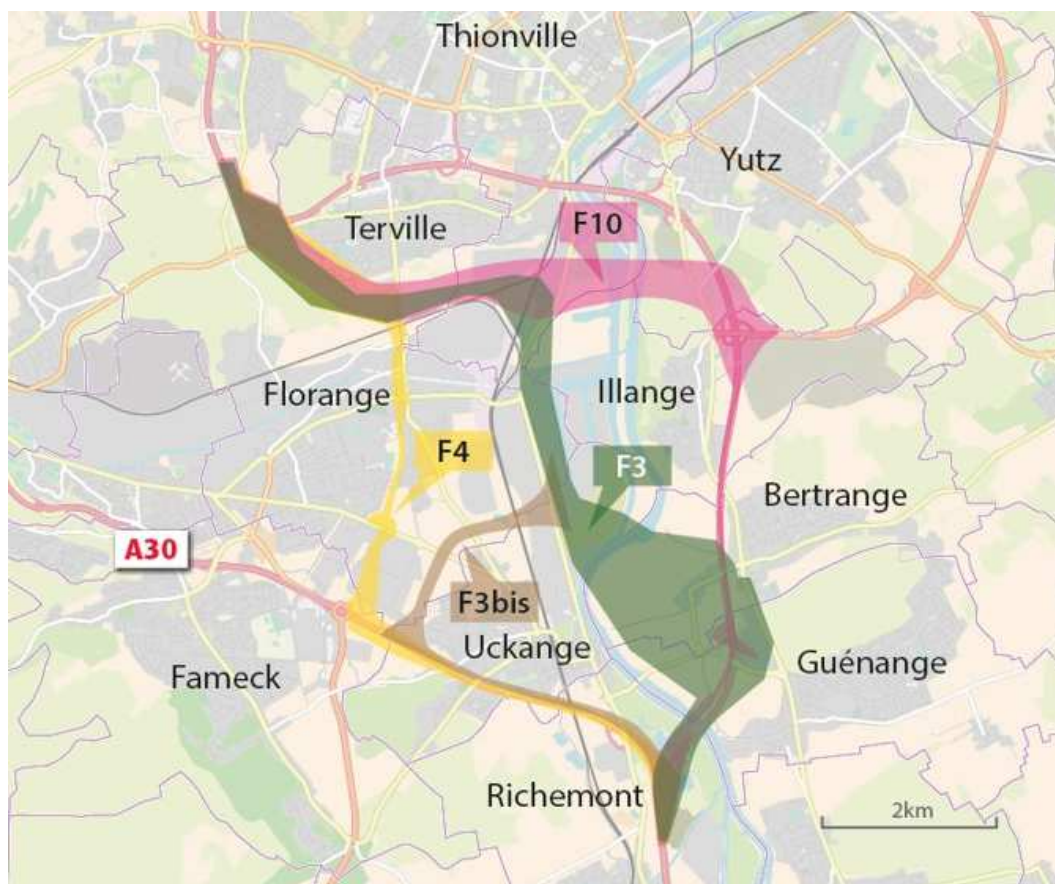 Thionville
Yutz
F10
Terville
Florange
Illange
F4
F3
Bertrange
A30
F3bis
Uckange
Guénange
Fameck
Richemont
2km